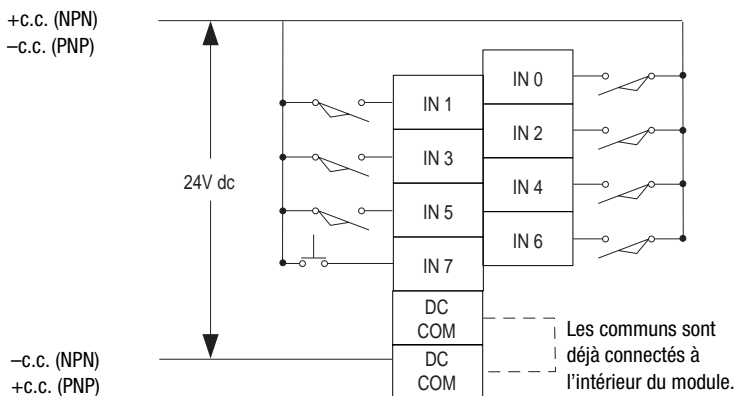 +c.c. (NPN)
–c.c. (PNP)
IN 0
IN 1
IN 2
IN 3
24V dc
IN 4
IN 5
IN 6
IN 7
DC
COM
DC
COM
Les communs sont
déjà connectés à
l'intérieur du module.
–c.c. (NPN)
+c.c. (PNP)